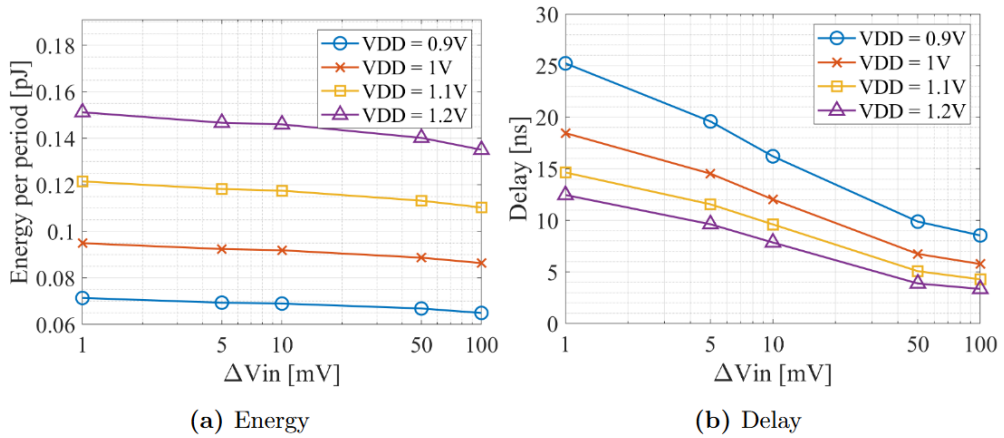 0.18
0.16
0.14
0.12
0.1
0.08
0.06
Energy per period [pJ]
VDD = 0.9V
VDD = 1V
VDD = 1.1V
VDD = 1.2V
1 5 10 50 100
ΔVin [mV]
(a) Energy
30
25
20
15
10
5
0
Delay [ns]
VDD = 0.9V
VDD = 1V
VDD = 1.1V
VDD = 1.2V
1 5 10 50 100
ΔVin [mV]
(b) Delay